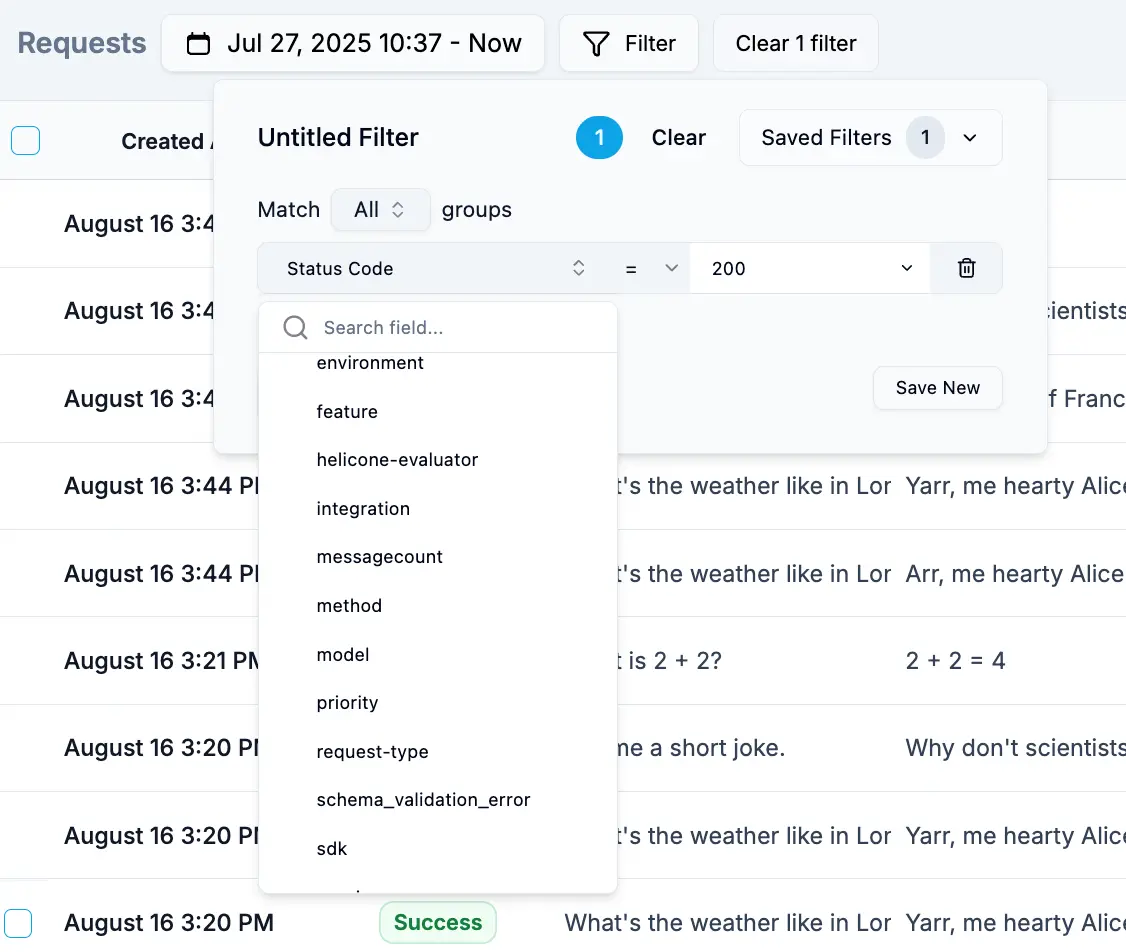 Requests
Jul 27, 2025 10:37 - Now
Filter
Clear 1 filter
Created
Untitled Filter
1
Clear
Saved Filters 1
Match All groups
Status Code = 200
Search field...
environment
feature
helicone-evaluator
integration
messagecount
method
model
priority
request-type
schema_validation_error
sdk
Save New
August 16 3:4
August 16 3:4
August 16 3:4
f Franc
August 16 3:44 P
t's the weather like in Lor
Yarr, me hearty Alice
August 16 3:44 P
t's the weather like in Lor
Arr, me hearty Alice
August 16 3:21 PM
t is 2 + 2?
2 + 2 = 4
August 16 3:20 P
me a short joke.
Why don't scientists
August 16 3:20 P
t's the weather like in Lor
Yarr, me hearty Alice
August 16 3:20 PM
Success
What's the weather like in Lor
Yarr, me hearty Alice